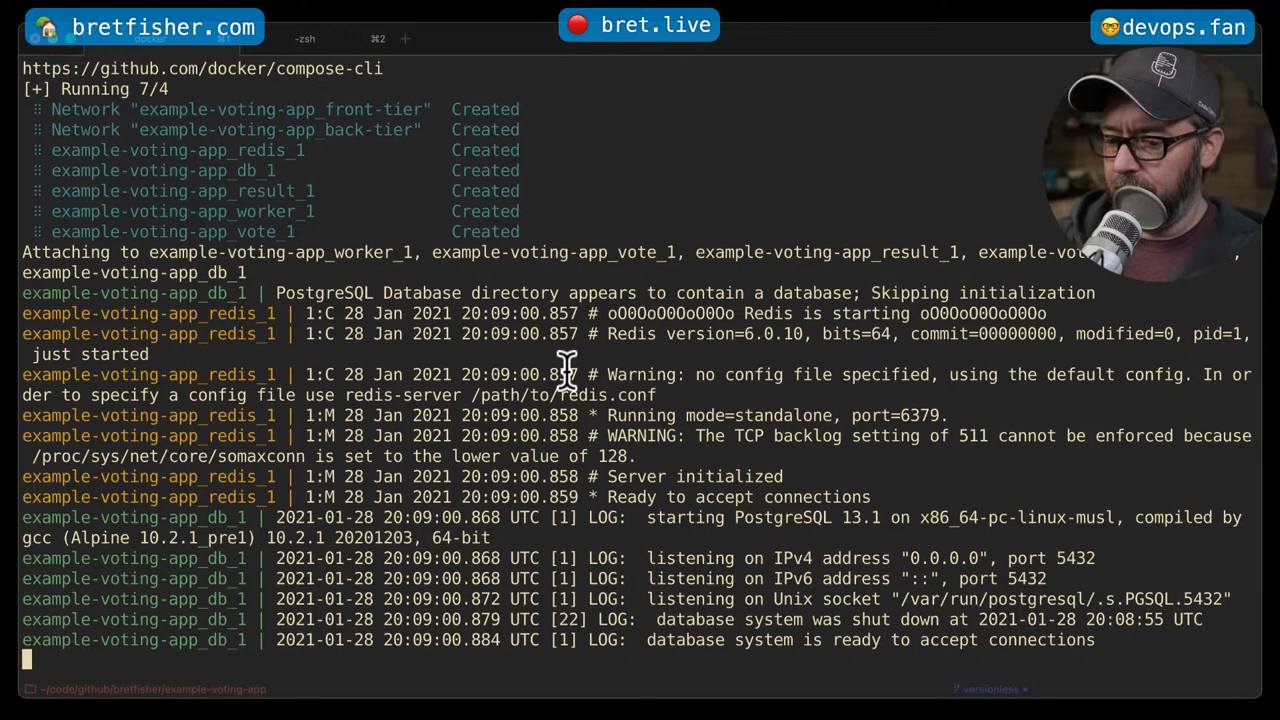 bretfisher.com
bret.live
devops.fan
docker ⌘1
-zsh ⌘2 +
https://github.com/docker/compose-cli
[+] Running 7/4
⠿ Network "example-voting-app_front-tier" Created
⠿ Network "example-voting-app_back-tier" Created
⠿ example-voting-app_redis_1 Created
⠿ example-voting-app_db_1 Created
⠿ example-voting-app_result_1 Created
⠿ example-voting-app_worker_1 Created
⠿ example-voting-app_vote_1 Created
Attaching to example-voting-app_worker_1, example-voting-app_vote_1, example-voting-app_result_1,
example-voting-app_db_1
example-voting-app_db_1 | PostgreSQL Database directory appears to contain a database; Skipping initialization
example-voting-app_redis_1 | 1:C 28 Jan 2021 20:09:00.857 # oO0OoO0OoO0Oo Redis is starting oO0OoO0OoO0Oo
example-voting-app_redis_1 | 1:C 28 Jan 2021 20:09:00.857 # Redis version=6.0.10, bits=64, commit=00000000, modified=0, pid=1,
just started
example-voting-app_redis_1 | 1:C 28 Jan 2021 20:09:00.857 # Warning: no config file specified, using the default config. In or
der to specify a config file use redis-server /path/to/redis.conf
example-voting-app_redis_1 | 1:M 28 Jan 2021 20:09:00.858 * Running mode=standalone, port=6379.
example-voting-app_redis_1 | 1:M 28 Jan 2021 20:09:00.858 # WARNING: The TCP backlog setting of 511 cannot be enforced because
/proc/sys/net/core/somaxconn is set to the lower value of 128.
example-voting-app_redis_1 | 1:M 28 Jan 2021 20:09:00.858 # Server initialized
example-voting-app_redis_1 | 1:M 28 Jan 2021 20:09:00.859 * Ready to accept connections
example-voting-app_db_1 | 2021-01-28 20:09:00.868 UTC [1] LOG:  starting PostgreSQL 13.1 on x86_64-pc-linux-musl, compiled by
gcc (Alpine 10.2.1_pre1) 10.2.1 20201203, 64-bit
example-voting-app_db_1 | 2021-01-28 20:09:00.868 UTC [1] LOG:  listening on IPv4 address "0.0.0.0", port 5432
example-voting-app_db_1 | 2021-01-28 20:09:00.868 UTC [1] LOG:  listening on IPv6 address "::", port 5432
example-voting-app_db_1 | 2021-01-28 20:09:00.872 UTC [1] LOG:  listening on Unix socket "/var/run/postgresql/.s.PGSQL.5432"
example-voting-app_db_1 | 2021-01-28 20:09:00.879 UTC [22] LOG:  database system was shut down at 2021-01-28 20:08:55 UTC
example-voting-app_db_1 | 2021-01-28 20:09:00.884 UTC [1] LOG:  database system is ready to accept connections
~/code/github/bretfisher/example-voting-app
versionless